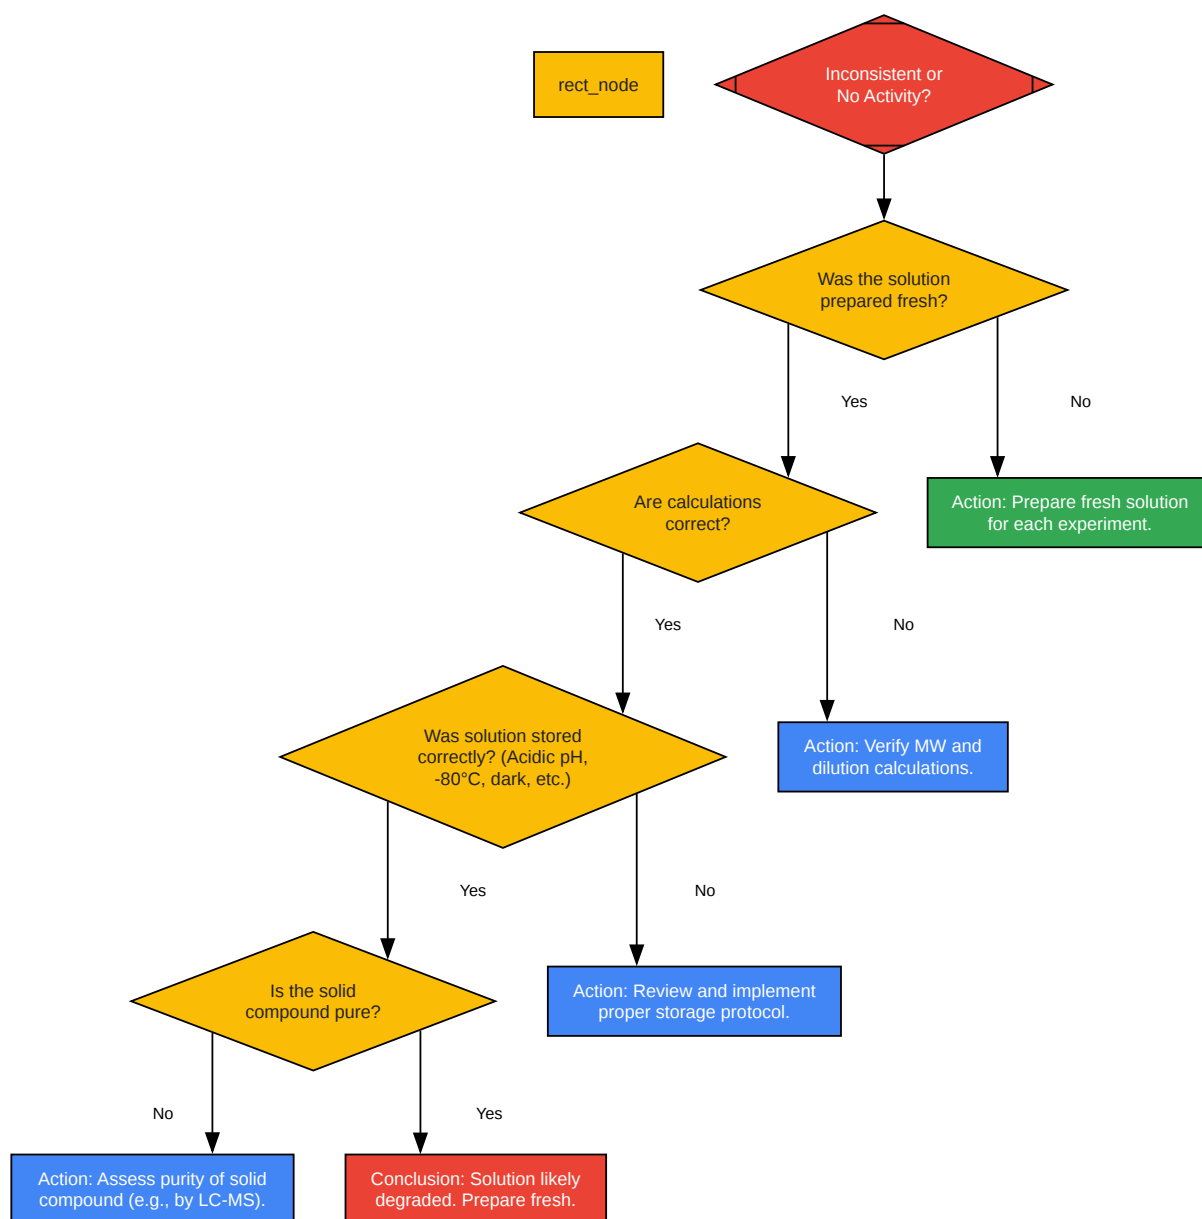 rect_node
Inconsistent or
No Activity?
Was the solution
prepared fresh?
Yes
No
Are calculations
correct?
Action: Prepare fresh solution
for each experiment.
Yes
No
Was solution stored
correctly? (Acidic pH,
-80°C, dark, etc.)
Action: Verify MW and
dilution calculations.
Yes
No
Is the solid
compound pure?
Action: Review and implement
proper storage protocol.
No
Yes
Action: Assess purity of solid
compound (e.g., by LC-MS).
Conclusion: Solution likely
degraded. Prepare fresh.